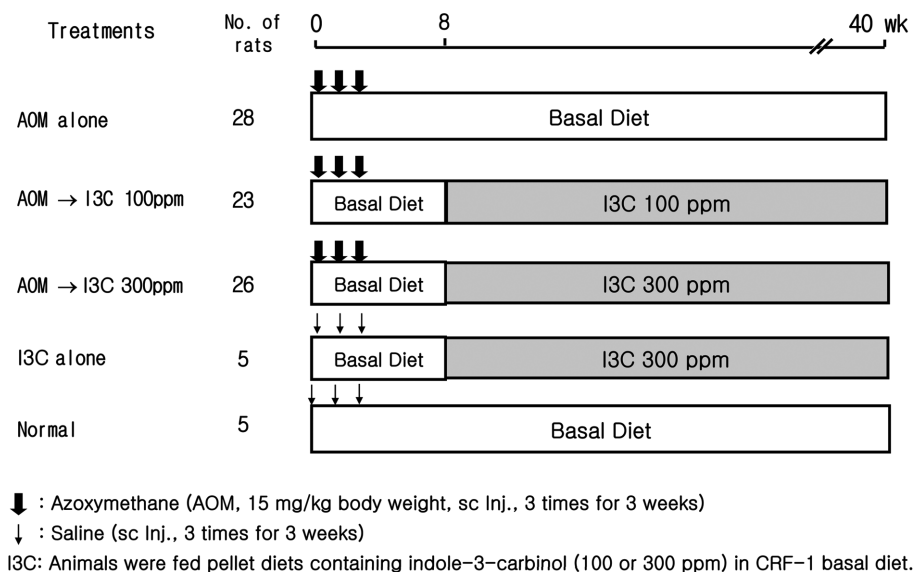 Treatments No. of rats 0 8 40 wk
AOM alone 28 Basal Diet
AOM → I3C 100ppm 23 Basal Diet I3C 100 ppm
AOM → I3C 300ppm 26 Basal Diet I3C 300 ppm
I3C alone 5 Basal Diet I3C 300 ppm
Normal 5 Basal Diet
: Azoxymethane (AOM, 15 mg/kg body weight, sc Inj., 3 times for 3 weeks)
: Saline (sc Inj., 3 times for 3 weeks)
I3C: Animals were fed pellet diets containing indole-3-carbinol (100 or 300 ppm) in CRF-1 basal diet.